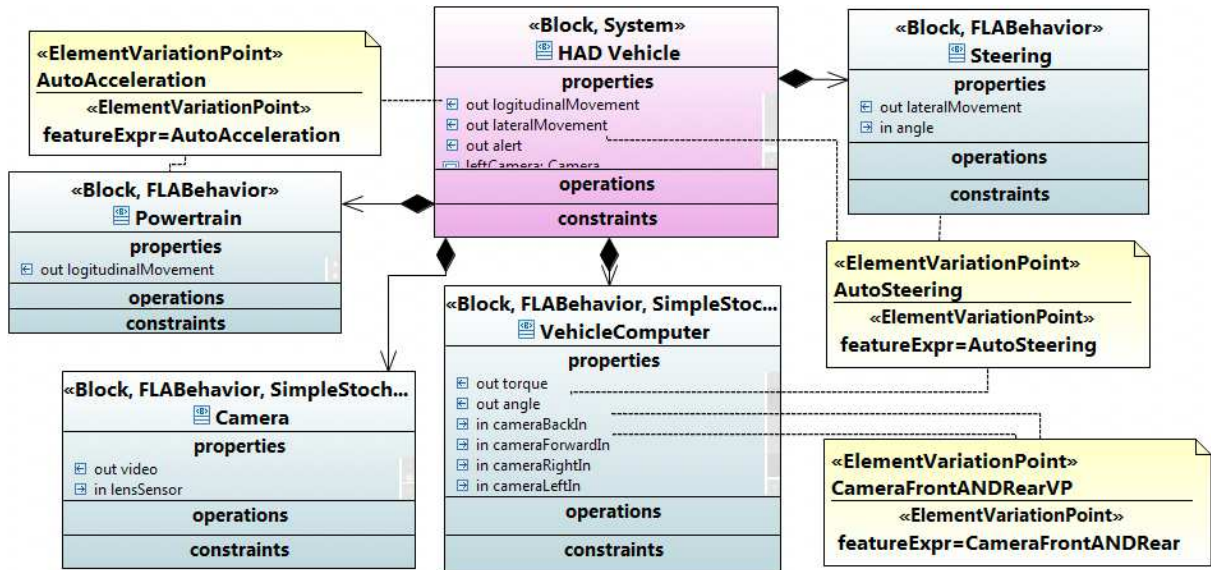 «ElementVariationPoint»
AutoAcceleration
«ElementVariationPoint»
featureExpr=AutoAcceleration
«Block, System»
HAD Vehicle
properties
out logitudinalMovement
out lateralMovement
out alert
leftCamera: Camera
operations
constraints
«Block, FLABehavior»
Steering
properties
out lateralMovement
in angle
operations
constraints
«Block, FLABehavior»
Powertrain
properties
out logitudinalMovement
operations
constraints
«ElementVariationPoint»
AutoSteering
«ElementVariationPoint»
featureExpr=AutoSteering
«Block, FLABehavior, SimpleStoc...
VehicleComputer
properties
out torque
out angle
in cameraBackIn
in cameraForwardIn
in cameraRightIn
in cameraLeftIn
operations
constraints
«Block, FLABehavior, SimpleStoch...
Camera
properties
out video
in lensSensor
operations
constraints
«ElementVariationPoint»
CameraFrontANDRearVP
«ElementVariationPoint»
featureExpr=CameraFrontANDRear